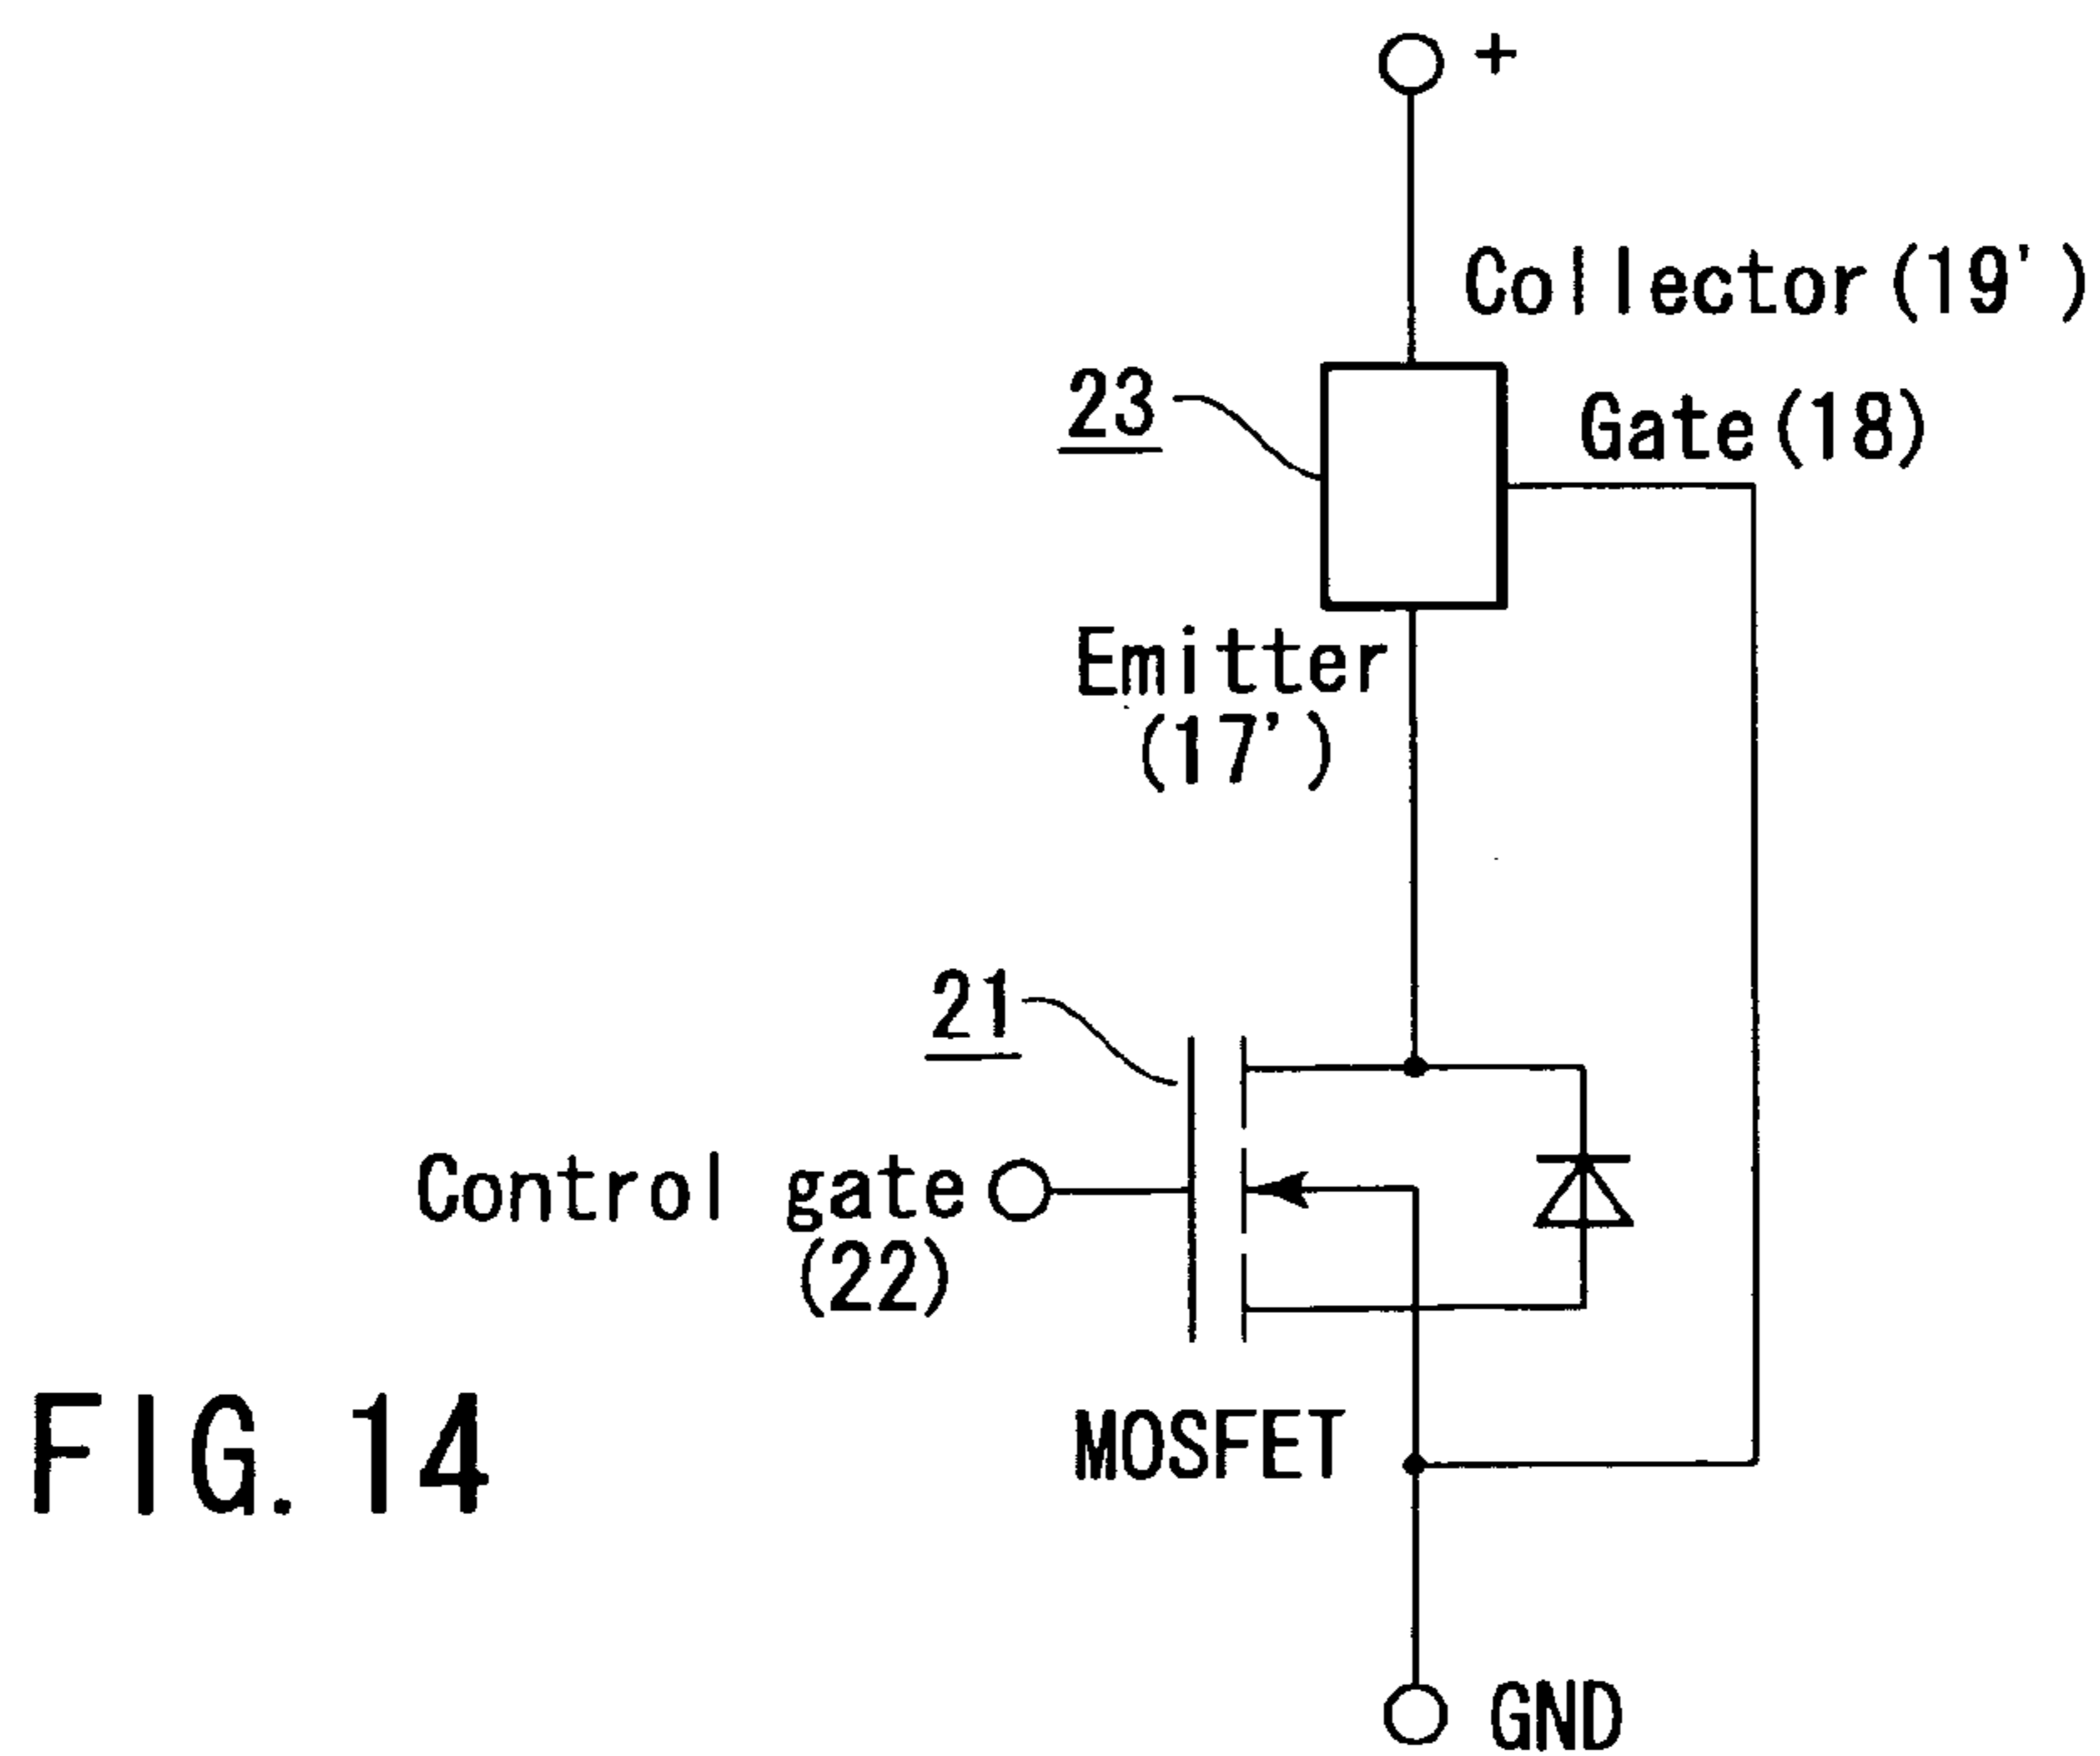 +
Collector(19')
23
Gate(18)
Emitter
(17')
21
Control gate
(22)
MOSFET
FIG. 14
GND